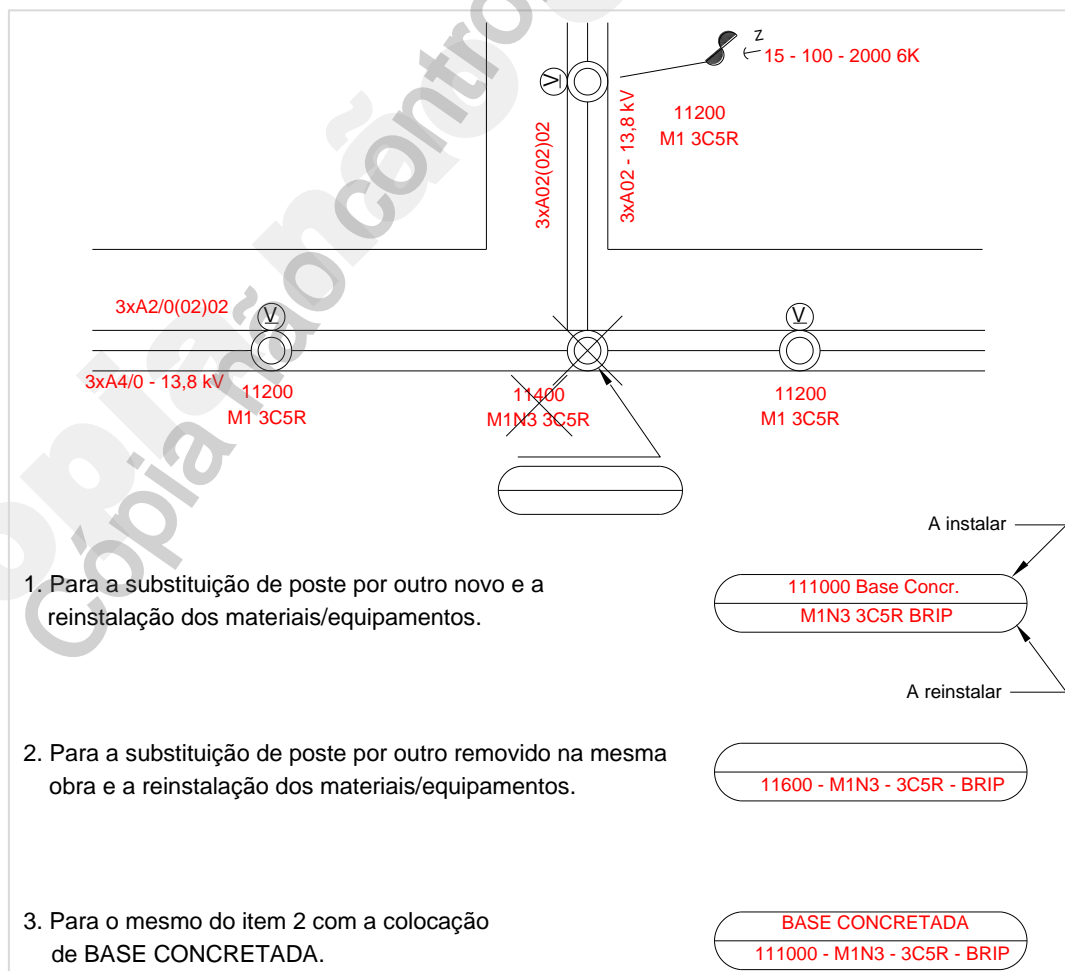 Cópia não contro
Z
15 - 100 - 2000 6K
V
3xA02(02)02
3xA02 - 13,8 kV
11200
M1 3C5R
3xA2/0(02)02
V
V
3xA4/0 - 13,8 kV
11200
M1 3C5R
11400
M1N3 3C5R
11200
M1 3C5R
A instalar
1. Para a substituição de poste por outro novo e a
reinstalação dos materiais/equipamentos.
111000 Base Concr.
M1N3 3C5R BRIP
A reinstalar
2. Para a substituição de poste por outro removido na mesma
obra e a reinstalação dos materiais/equipamentos.
11600 - M1N3 - 3C5R - BRIP
3. Para o mesmo do item 2 com a colocação
de BASE CONCRETADA.
BASE CONCRETADA
111000 - M1N3 - 3C5R - BRIP